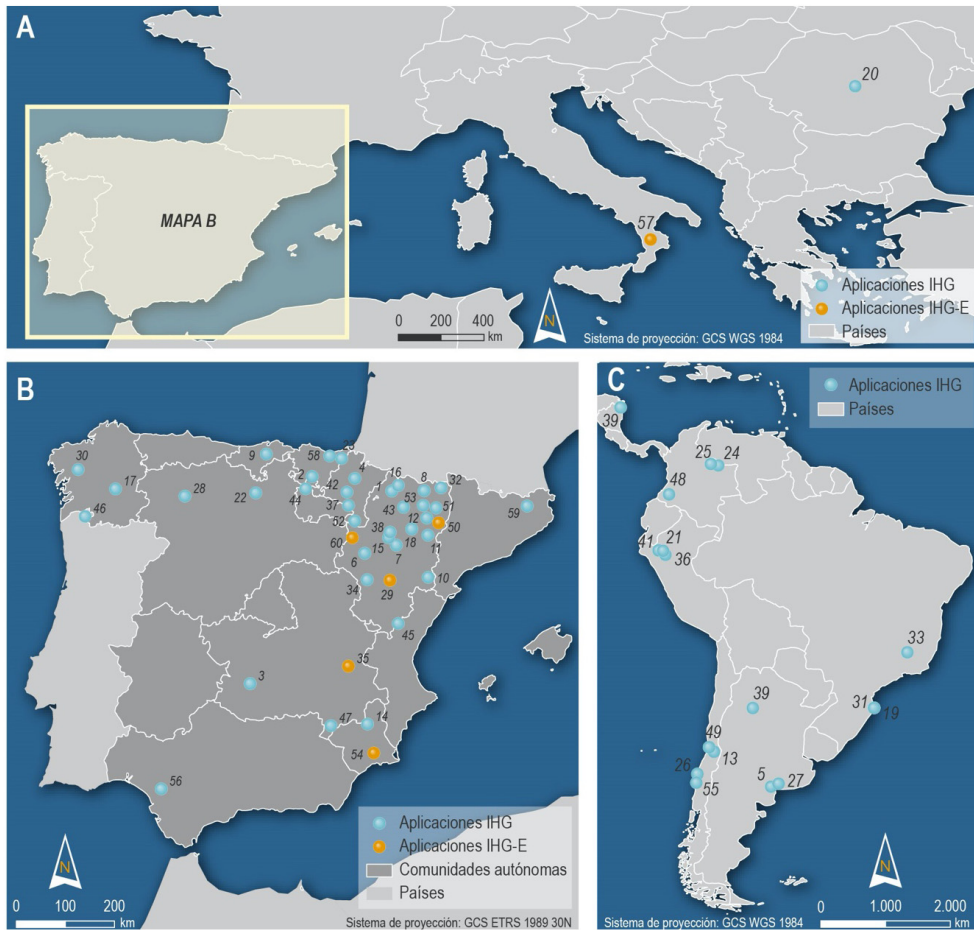 A
20
MAPA B
57
Aplicaciones IHG
Aplicaciones IHG-E
Países
0 200 400
km
N
Sistema de proyección: GCS WGS 1984
B
30
46
17
28
9
22
58
2
44
42
37
52
60
4
1
16
43
53
8
32
51
50
12
38
18
11
15
7
6
34
29
10
59
45
35
3
47
14
54
56
Aplicaciones IHG
Aplicaciones IHG-E
Comunidades autónomas
Países
N
0 100 200
km
Sistema de proyección: GCS ETRS 1989 30N
C
Aplicaciones IHG
Países
39
25
24
48
41
21
36
33
39
31
19
49
13
26
55
5
27
N
Sistema de proyección: GCS WGS 1984
0 1.000 2.000
km